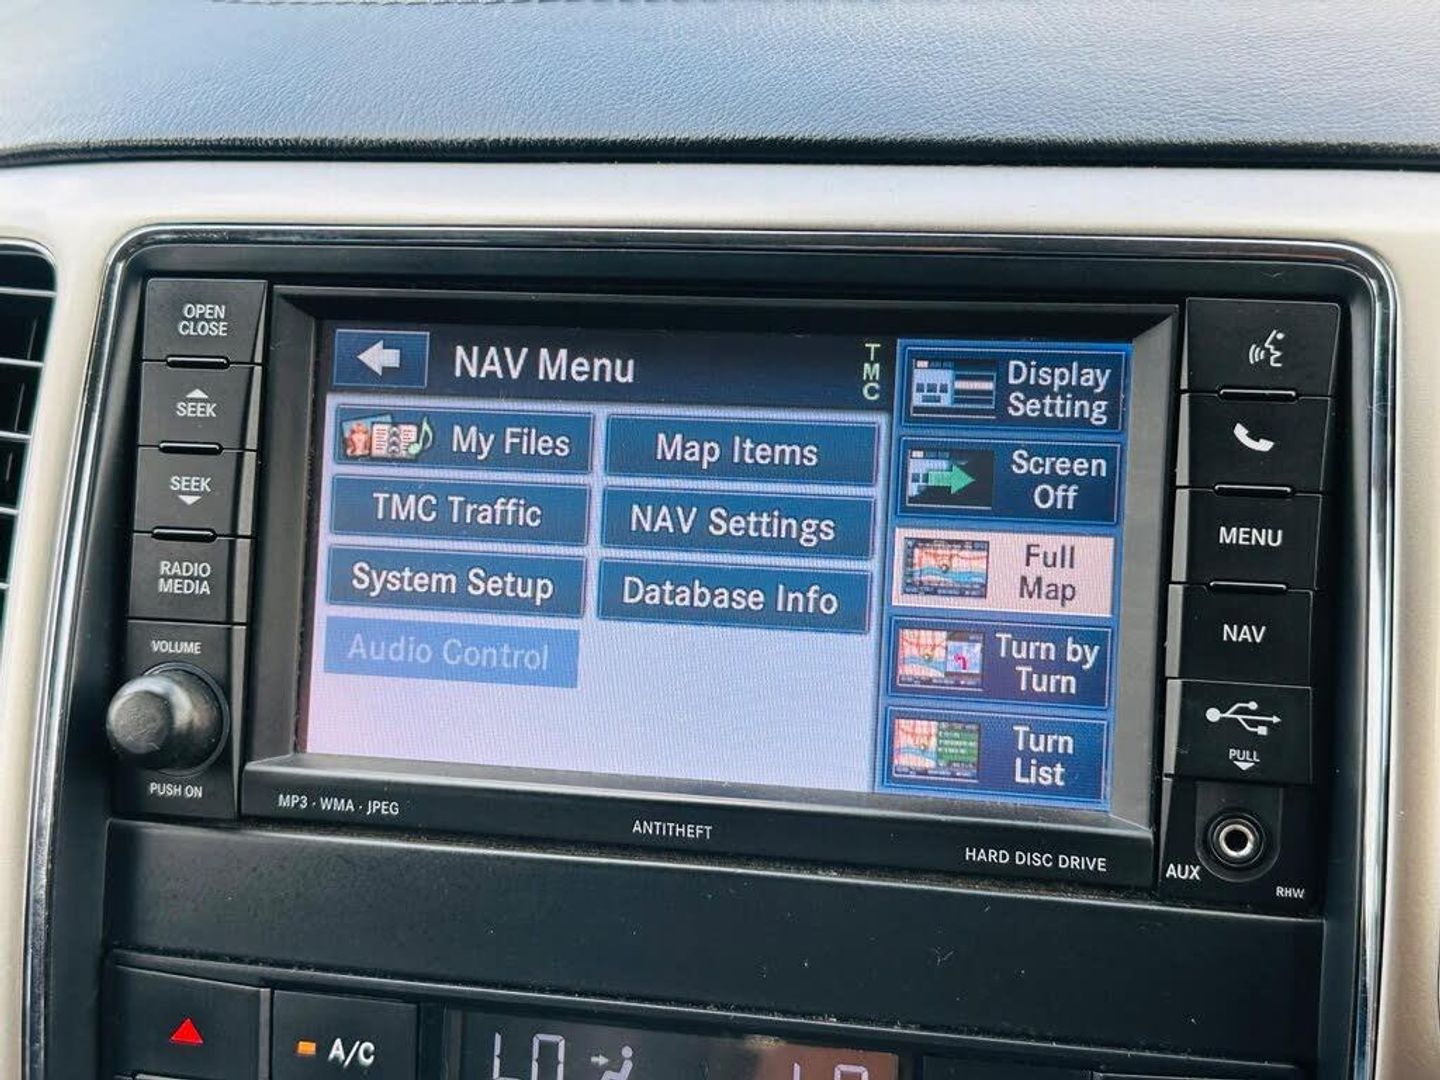 OPEN
CLOSE
SEEK
SEEK
RADIO
MEDIA
VOLUME
PUSH ON
NAV Menu
TMC
My Files
Map Items
TMC Traffic
NAV Settings
System Setup
Database Info
Audio Control
Display
Setting
Screen
Off
Full
Map
Turn by
Turn
Turn
List
MENU
NAV
PULL
AUX
RHW
MP3 · WMA · JPEG
ANTITHEFT
HARD DISC DRIVE
A/C
LO
LO